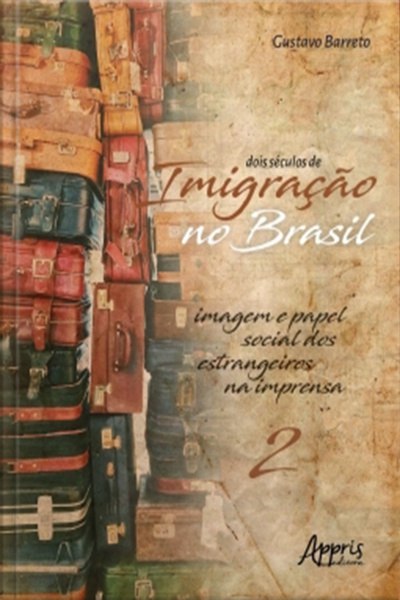 Gustavo Barreto
dois séculos de
Imigração
no Brasil
imagem e papel
social dos
estrangeiros
na imprensa
2
Appris
editora